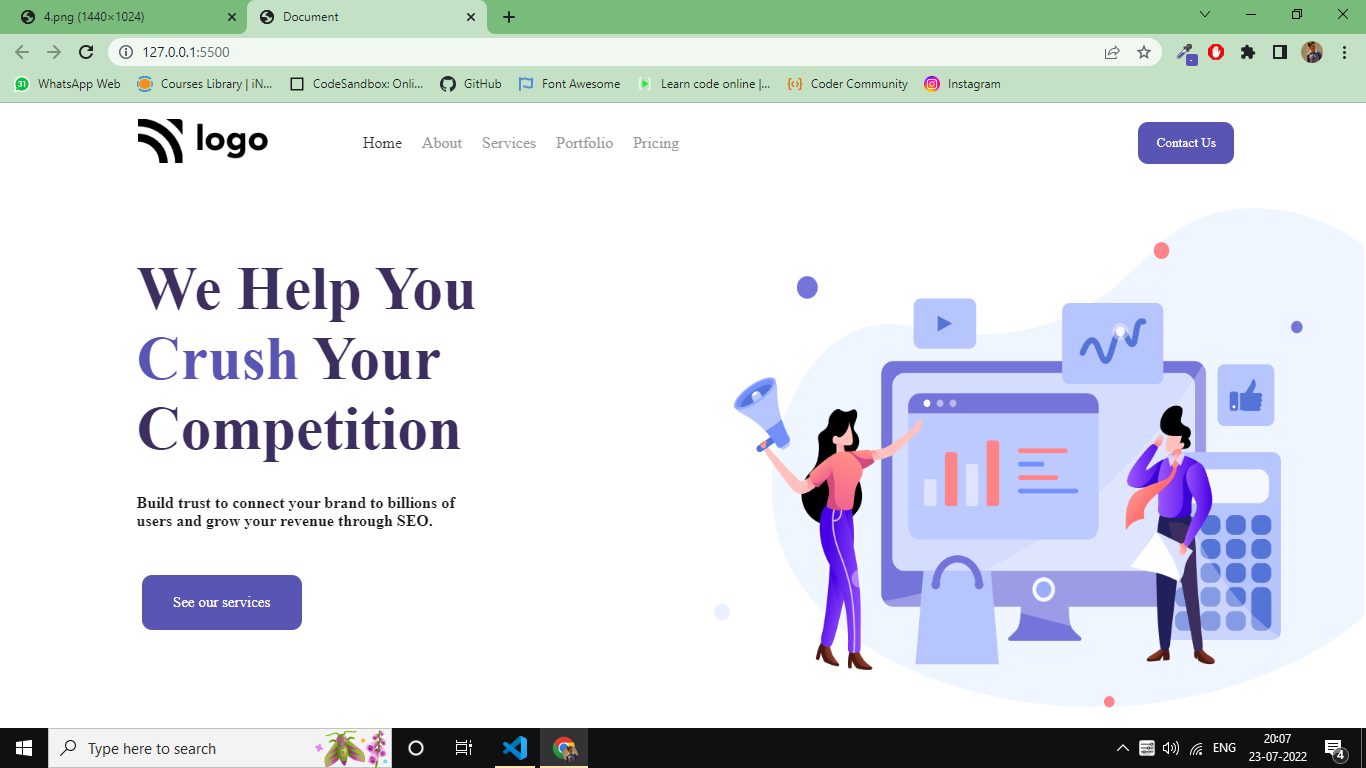 4.png (1440×1024)
Document
127.0.0.1:5500
31
WhatsApp Web
Courses Library | iN...
CodeSandbox: Onli...
GitHub
Font Awesome
Learn code online |...
Coder Community
Instagram
logo
Home
About
Services
Portfolio
Pricing
Contact Us
We Help You
Crush Your
Competition
Build trust to connect your brand to billions of
users and grow your revenue through SEO.
See our services
Type here to search
ENG
20:07
23-07-2022
4